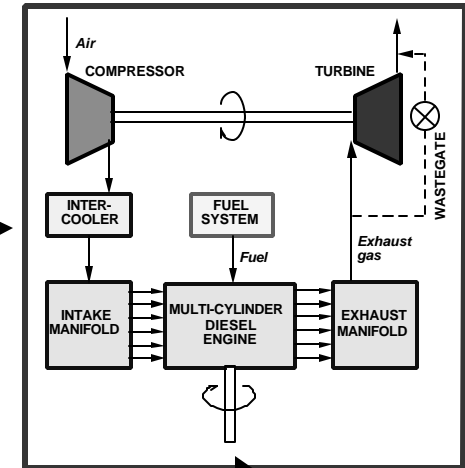 Air
COMPRESSOR
TURBINE
WASTEGATE
INTER-
COOLER
FUEL
SYSTEM
Fuel
Exhaust
gas
INTAKE
MANIFOLD
MULTI-CYLINDER
DIESEL
ENGINE
EXHAUST
MANIFOLD